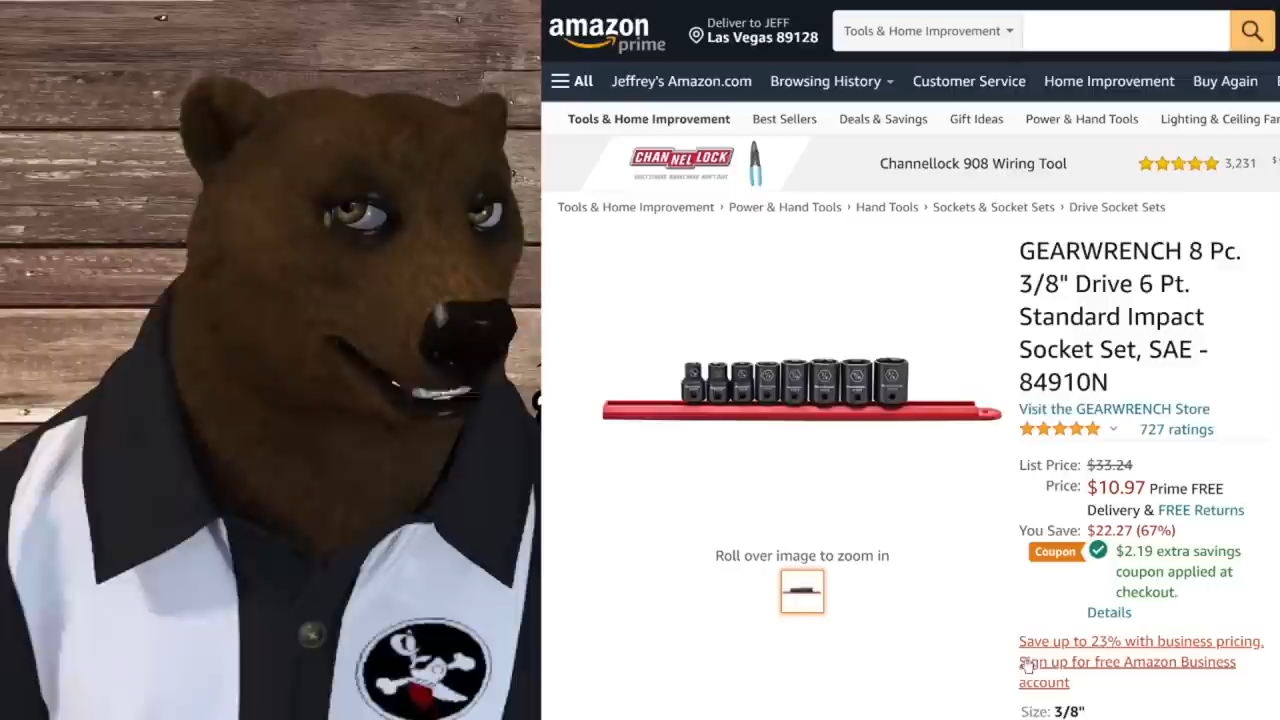 amazon
prime
Deliver to JEFF
Las Vegas 89128
Tools & Home Improvement
All
Jeffrey's Amazon.com
Browsing History
Customer Service
Home Improvement
Buy Again
Tools & Home Improvement
Best Sellers
Deals & Savings
Gift Ideas
Power & Hand Tools
Lighting & Ceiling
CHANNELLOCK
Channellock 908 Wiring Tool
3,231
Tools & Home Improvement › Power & Hand Tools › Hand Tools › Sockets & Socket Sets › Drive Socket Sets
GEARWRENCH 8 Pc.
3/8" Drive 6 Pt.
Standard Impact
Socket Set, SAE -
84910N
Visit the GEARWRENCH Store
727 ratings
List Price: $33.24
Price: $10.97 Prime FREE
Delivery & FREE Returns
You Save: $22.27 (67%)
Coupon $2.19 extra savings
coupon applied at
checkout.
Details
Save up to 23% with business pricing.
Sign up for free Amazon Business
account
Size: 3/8"
Roll over image to zoom in